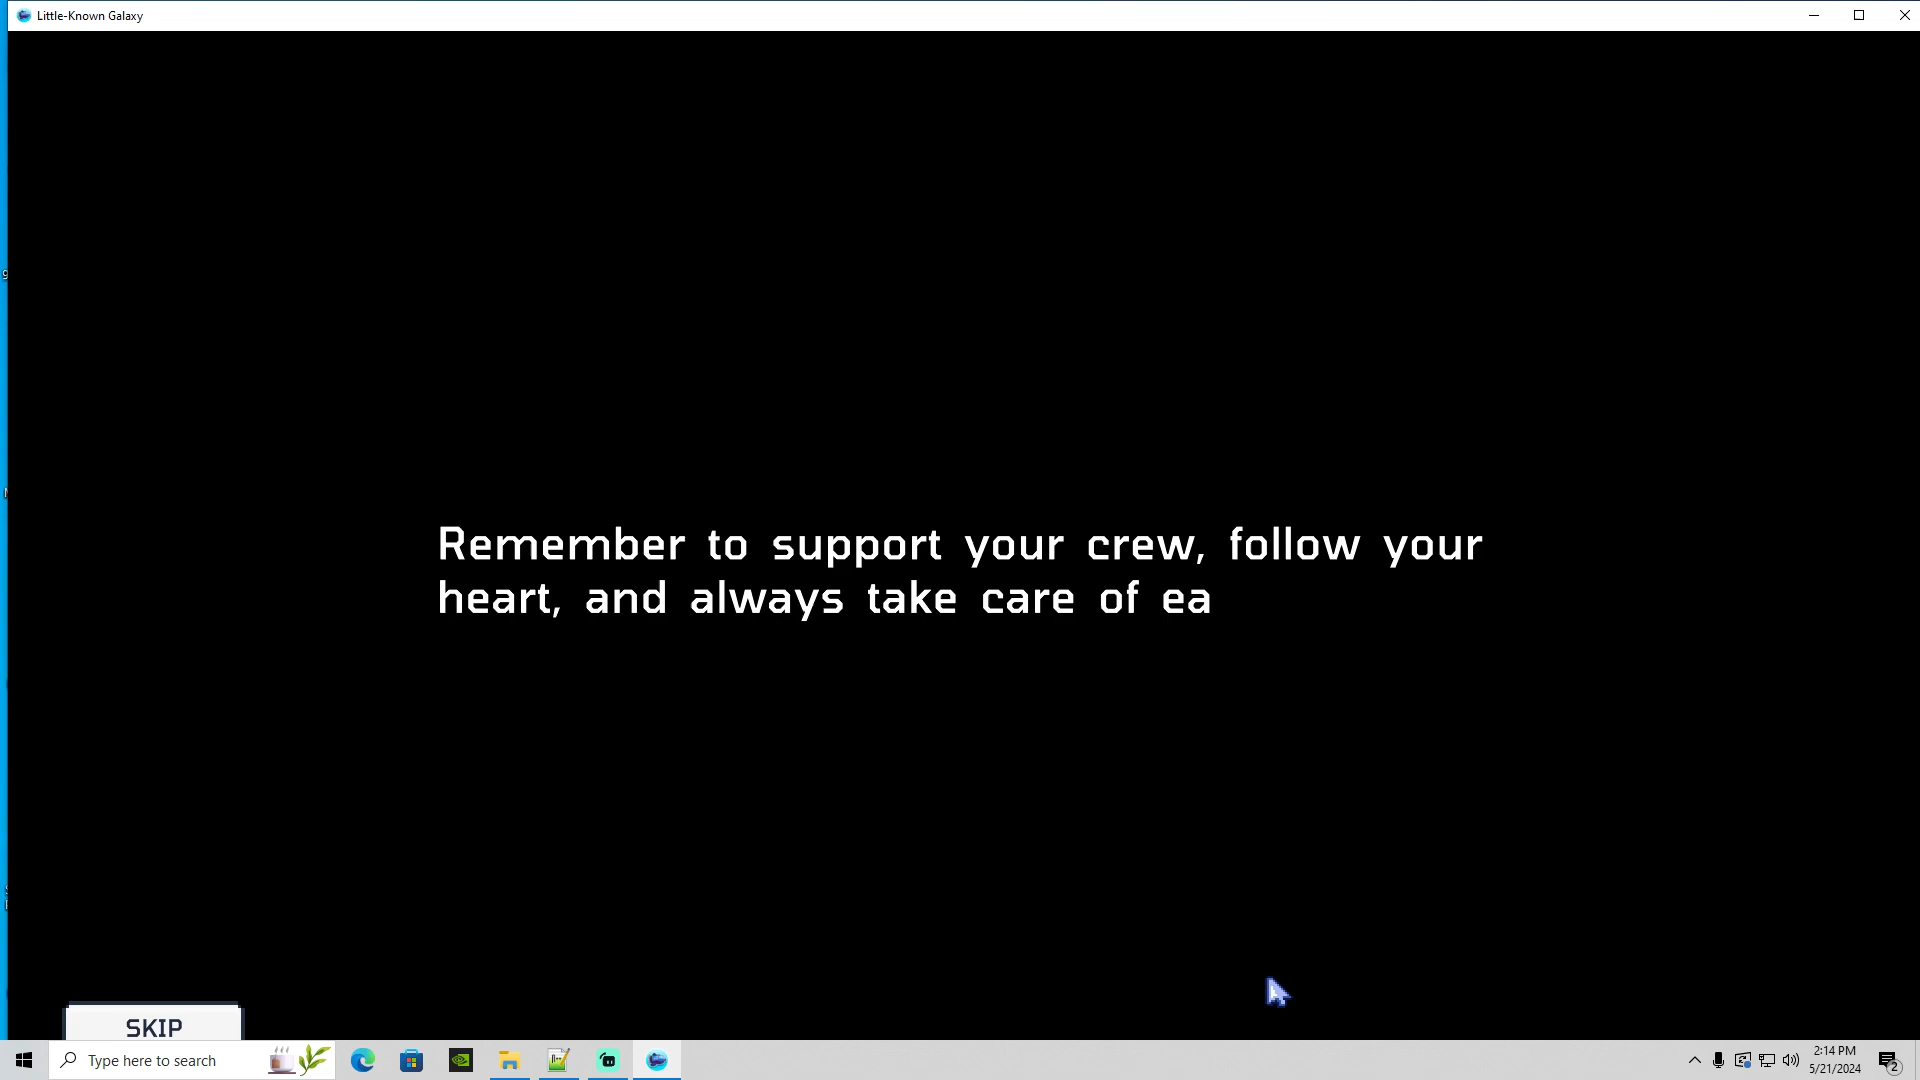 Little-Known Galaxy
Remember to support your crew, follow your
heart, and always take care of ea
SKIP
Type here to search
2:14 PM
5/21/2024
2